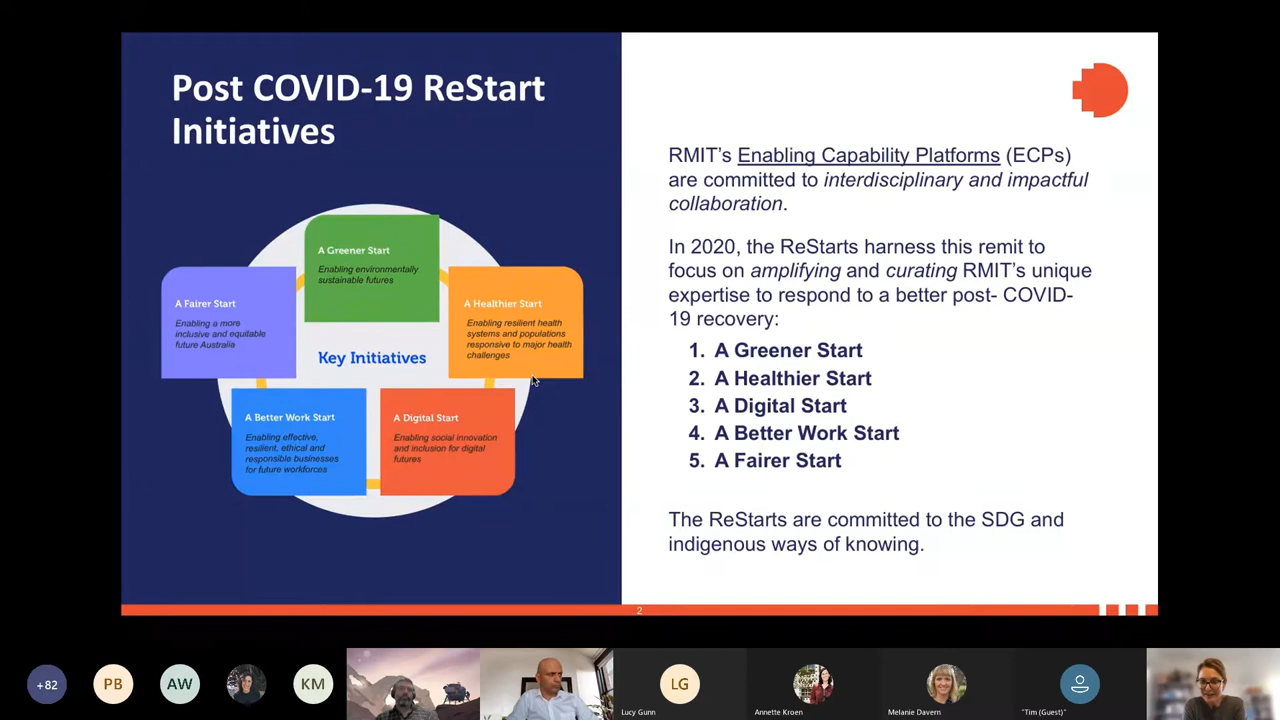 Post COVID-19 ReStart
Initiatives
A Greener Start
Enabling environmentally
sustainable futures
A Fairer Start
Enabling a more
inclusive and equitable
future Australia
A Healthier Start
Enabling resilient health
systems and populations
responsive to major health
challenges
Key Initiatives
A Better Work Start
Enabling effective,
resilient, ethical and
responsible businesses
for future workforces
A Digital Start
Enabling social innovation
and inclusion for digital
futures
RMIT's Enabling Capability Platforms (ECPs)
are committed to interdisciplinary and impactful
collaboration.
In 2020, the ReStarts harness this remit to
focus on amplifying and curating RMIT's unique
expertise to respond to a better post- COVID-
19 recovery:
1. A Greener Start
2. A Healthier Start
3. A Digital Start
4. A Better Work Start
5. A Fairer Start
The ReStarts are committed to the SDG and
indigenous ways of knowing.
2
+82
PB
AW
KM
LG
Lucy Gunn
Annette Kroen
Melanie Davern
"Tim (Guest)"